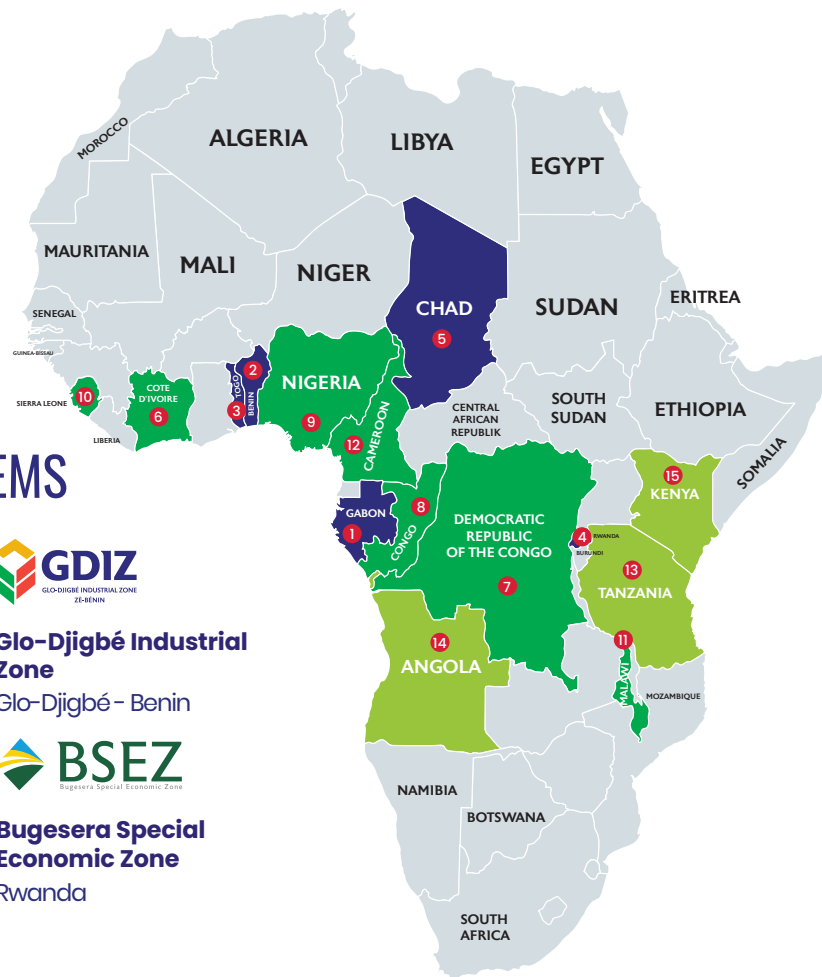 MOROCCO
ALGERIA
LIBYA
EGYPT
MAURITANIA
MALI
NIGER
CHAD
5
SUDAN
ERITREA
SENEGAL
GUINEA-BISSAU
SIERRA LEONE
10
LIBERIA
COTE
D'IVOIRE
6
TOGO
3
2
BENIN
NIGERIA
9
12
CAMEROON
CENTRAL
AFRICAN
REPUBLIK
SOUTH
SUDAN
ETHIOPIA
SOMALIA
15
KENYA
GABON
1
8
CONGO
DEMOCRATIC
REPUBLIC
OF THE CONGO
7
4
RWANDA
BURUNDI
13
TANZANIA
14
ANGOLA
11
MALAWI
MOZAMBIQUE
NAMIBIA
BOTSWANA
SOUTH
AFRICA
EMS
GDIZ
GLO-DJIGBÉ INDUSTRIAL ZONE
ZE-BÉNIN
Glo-Djigbé Industrial
Zone
Glo-Djigbé - Benin
BSEZ
Bugesera Special Economic Zone
Bugesera Special
Economic Zone
Rwanda